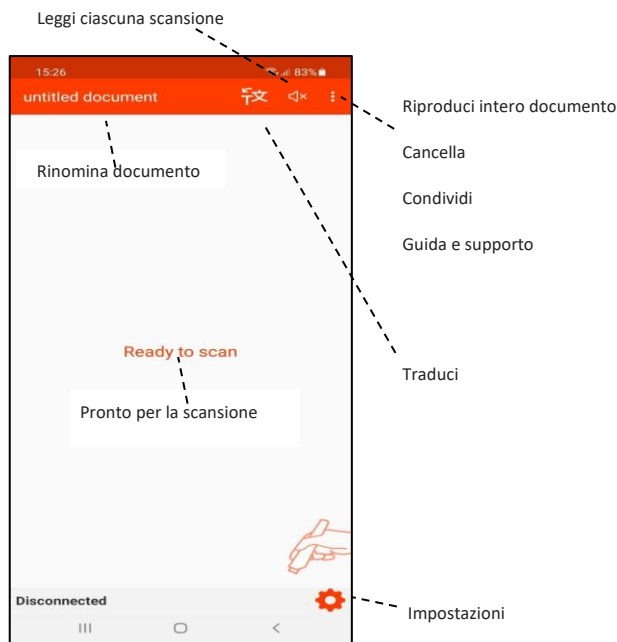 Leggi ciascuna scansione
15:26
83%
untitled document
Riproduci intero documento
Cancella
Rinomina documento
Condividi
Guida e supporto
Ready to scan
Traduci
Pronto per la scansione
Disconnected
Impostazioni